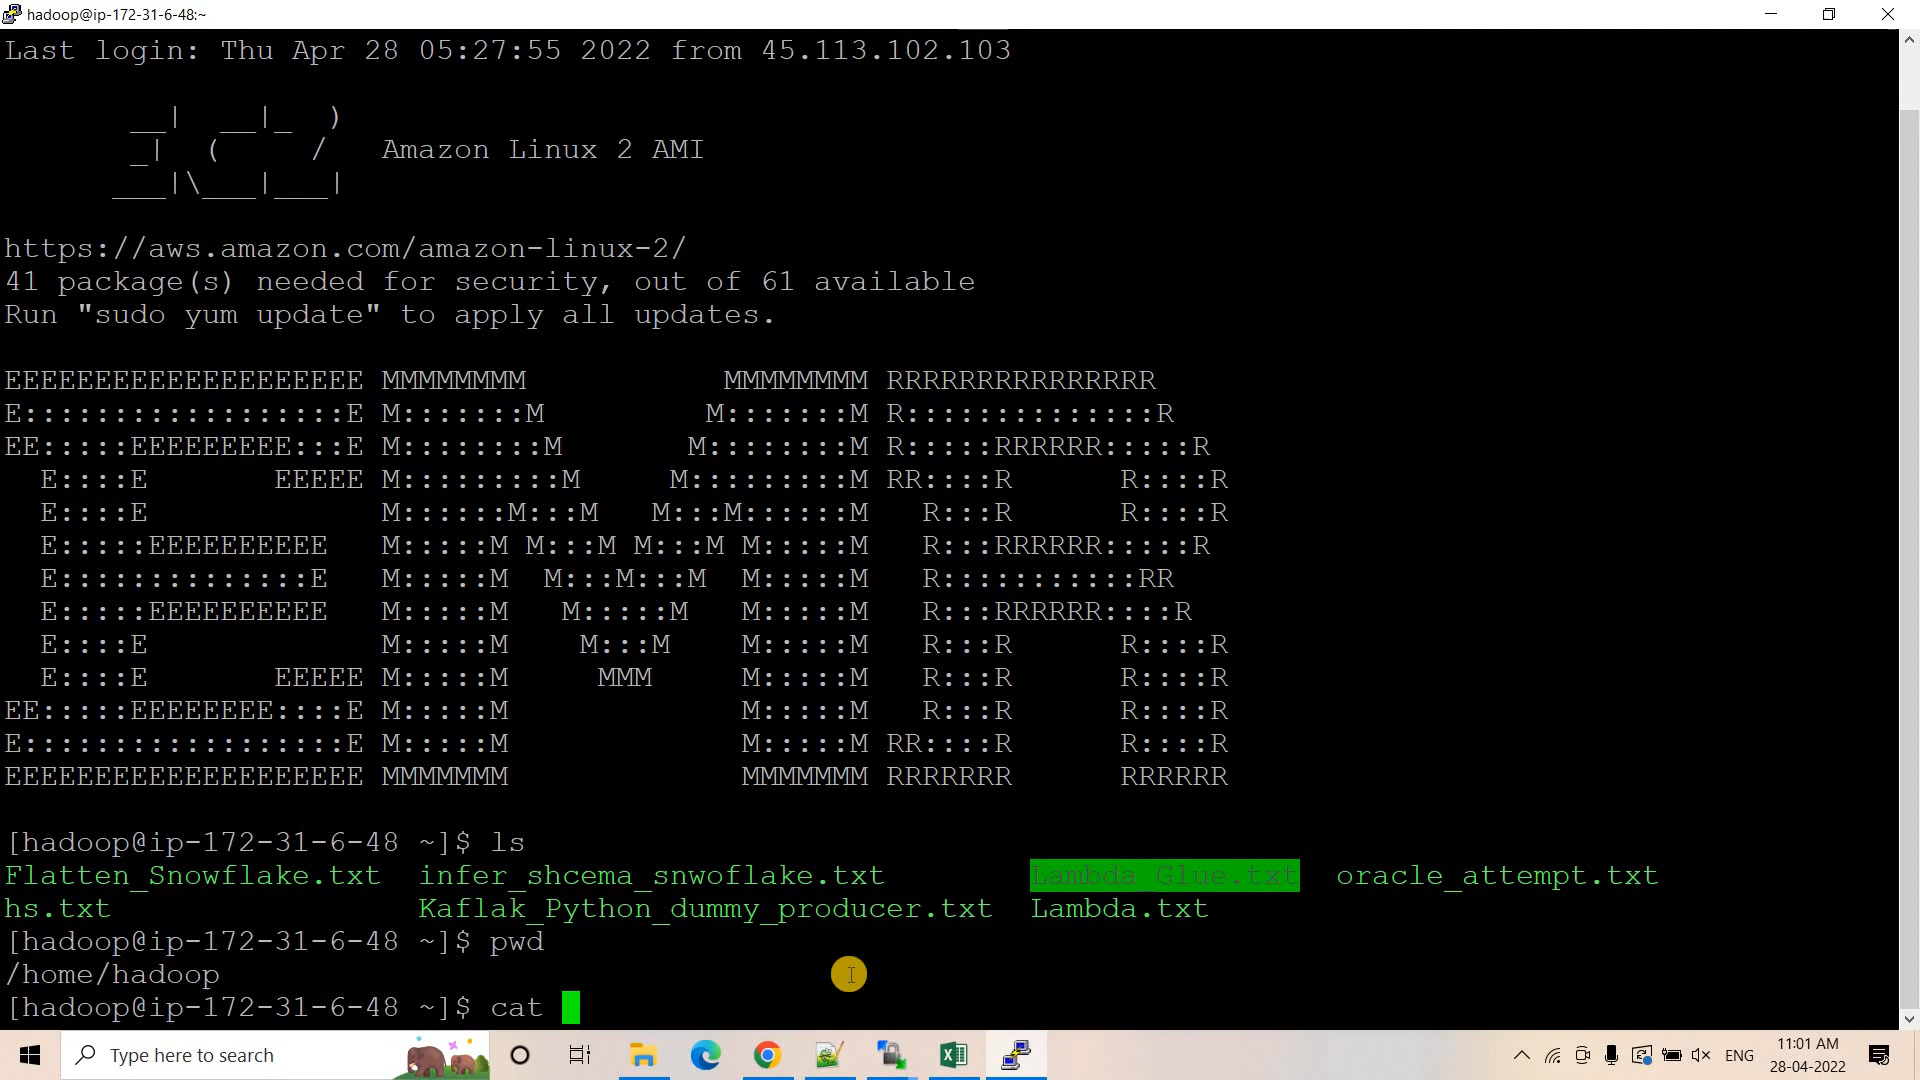 hadoop@ip-172-31-6-48:~
Last login: Thu Apr 28 05:27:55 2022 from 45.113.102.103
       __|  __|_  )
       _|  (     /   Amazon Linux 2 AMI
      ___|\___|___|
https://aws.amazon.com/amazon-linux-2/
41 package(s) needed for security, out of 61 available
Run "sudo yum update" to apply all updates.
EEEEEEEEEEEEEEEEEEEE MMMMMMMM           MMMMMMMM RRRRRRRRRRRRRRR
E::::::::::::::::::E M:::::::M         M:::::::M R::::::::::::::R
EE:::::EEEEEEEEE:::E M::::::::M       M::::::::M R:::::RRRRRR:::::R
  E::::E       EEEEE M:::::::::M     M:::::::::M RR::::R      R::::R
  E::::E             M::::::M:::M   M:::M::::::M   R:::R      R::::R
  E:::::EEEEEEEEEE   M:::::M M:::M M:::M M:::::M   R:::RRRRRR:::::R
  E::::::::::::::E   M:::::M  M:::M:::M  M:::::M   R:::::::::::RR
  E:::::EEEEEEEEEE   M:::::M   M:::::M   M:::::M   R:::RRRRRR::::R
  E::::E             M:::::M    M:::M    M:::::M   R:::R      R::::R
  E::::E       EEEEE M:::::M     MMM     M:::::M   R:::R      R::::R
EE:::::EEEEEEEE::::E M:::::M             M:::::M   R:::R      R::::R
E::::::::::::::::::E M:::::M             M:::::M RR::::R      R::::R
EEEEEEEEEEEEEEEEEEEE MMMMMMM             MMMMMMM RRRRRRR      RRRRRR
[hadoop@ip-172-31-6-48 ~]$ ls
Flatten_Snowflake.txt  infer_shcema_snwoflake.txt        Lambda_Glue.txt  oracle_attempt.txt
hs.txt                 Kaflak_Python_dummy_producer.txt  Lambda.txt
[hadoop@ip-172-31-6-48 ~]$ pwd
/home/hadoop
[hadoop@ip-172-31-6-48 ~]$ cat
Type here to search
ENG
11:01 AM
28-04-2022